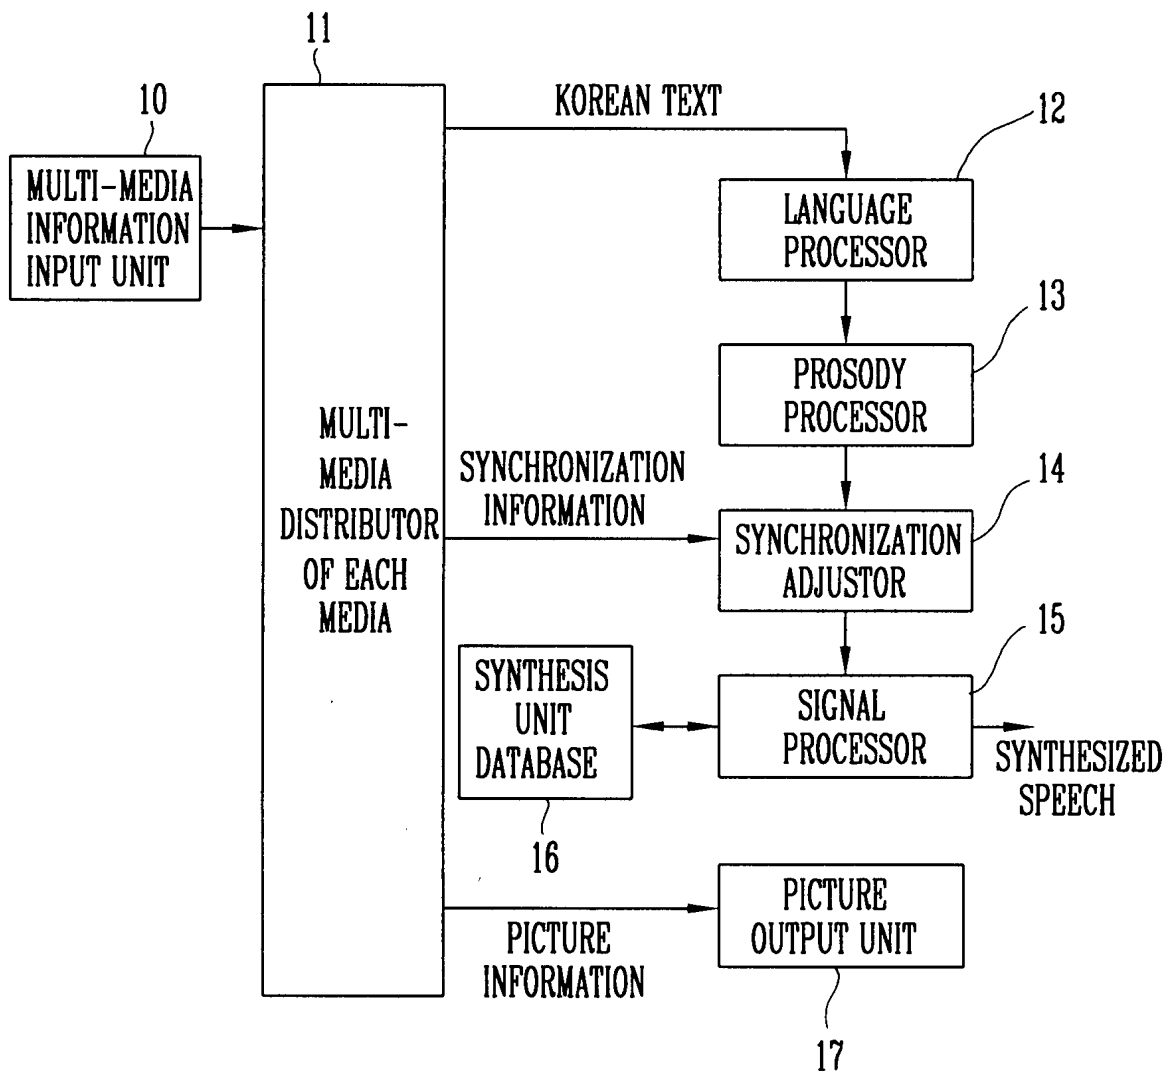 11
KOREAN TEXT
10
12
MULTI-MEDIA
INFORMATION
INPUT UNIT
LANGUAGE
PROCESSOR
13
PROSODY
PROCESSOR
MULTI-
MEDIA
DISTRIBUTOR
OF EACH
MEDIA
SYNCHRONIZATION
INFORMATION
14
SYNCHRONIZATION
ADJUSTOR
15
SYNTHESIS
UNIT
DATABASE
SIGNAL
PROCESSOR
SYNTHESIZED
SPEECH
16
PICTURE
OUTPUT UNIT
PICTURE
INFORMATION
17